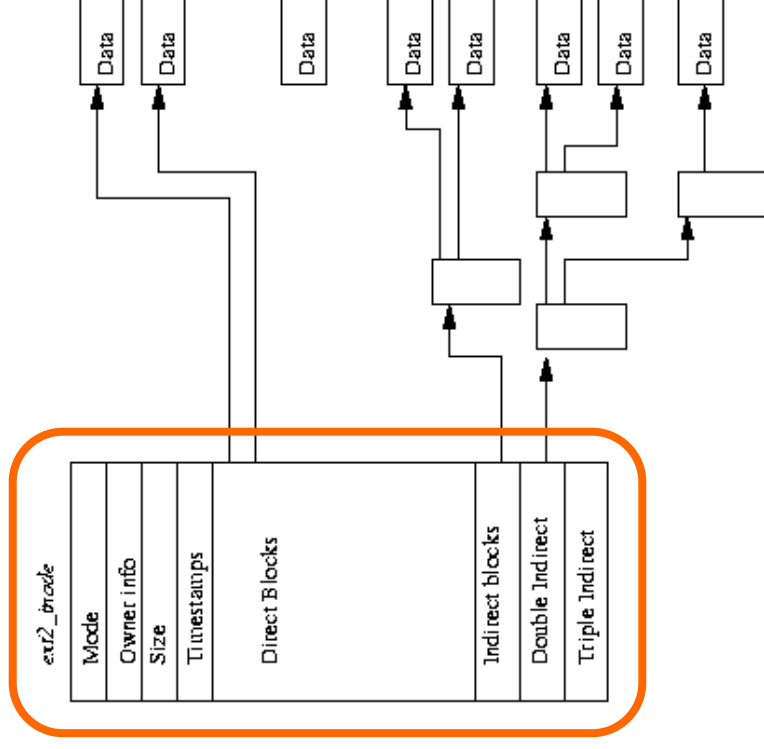 ext2_inode
Mode
Owner info
Size
Timestamps
Direct Blocks
Indirect blocks
Double Indirect
Triple Indirect
Data
Data
Data
Data
Data
Data
Data
Data